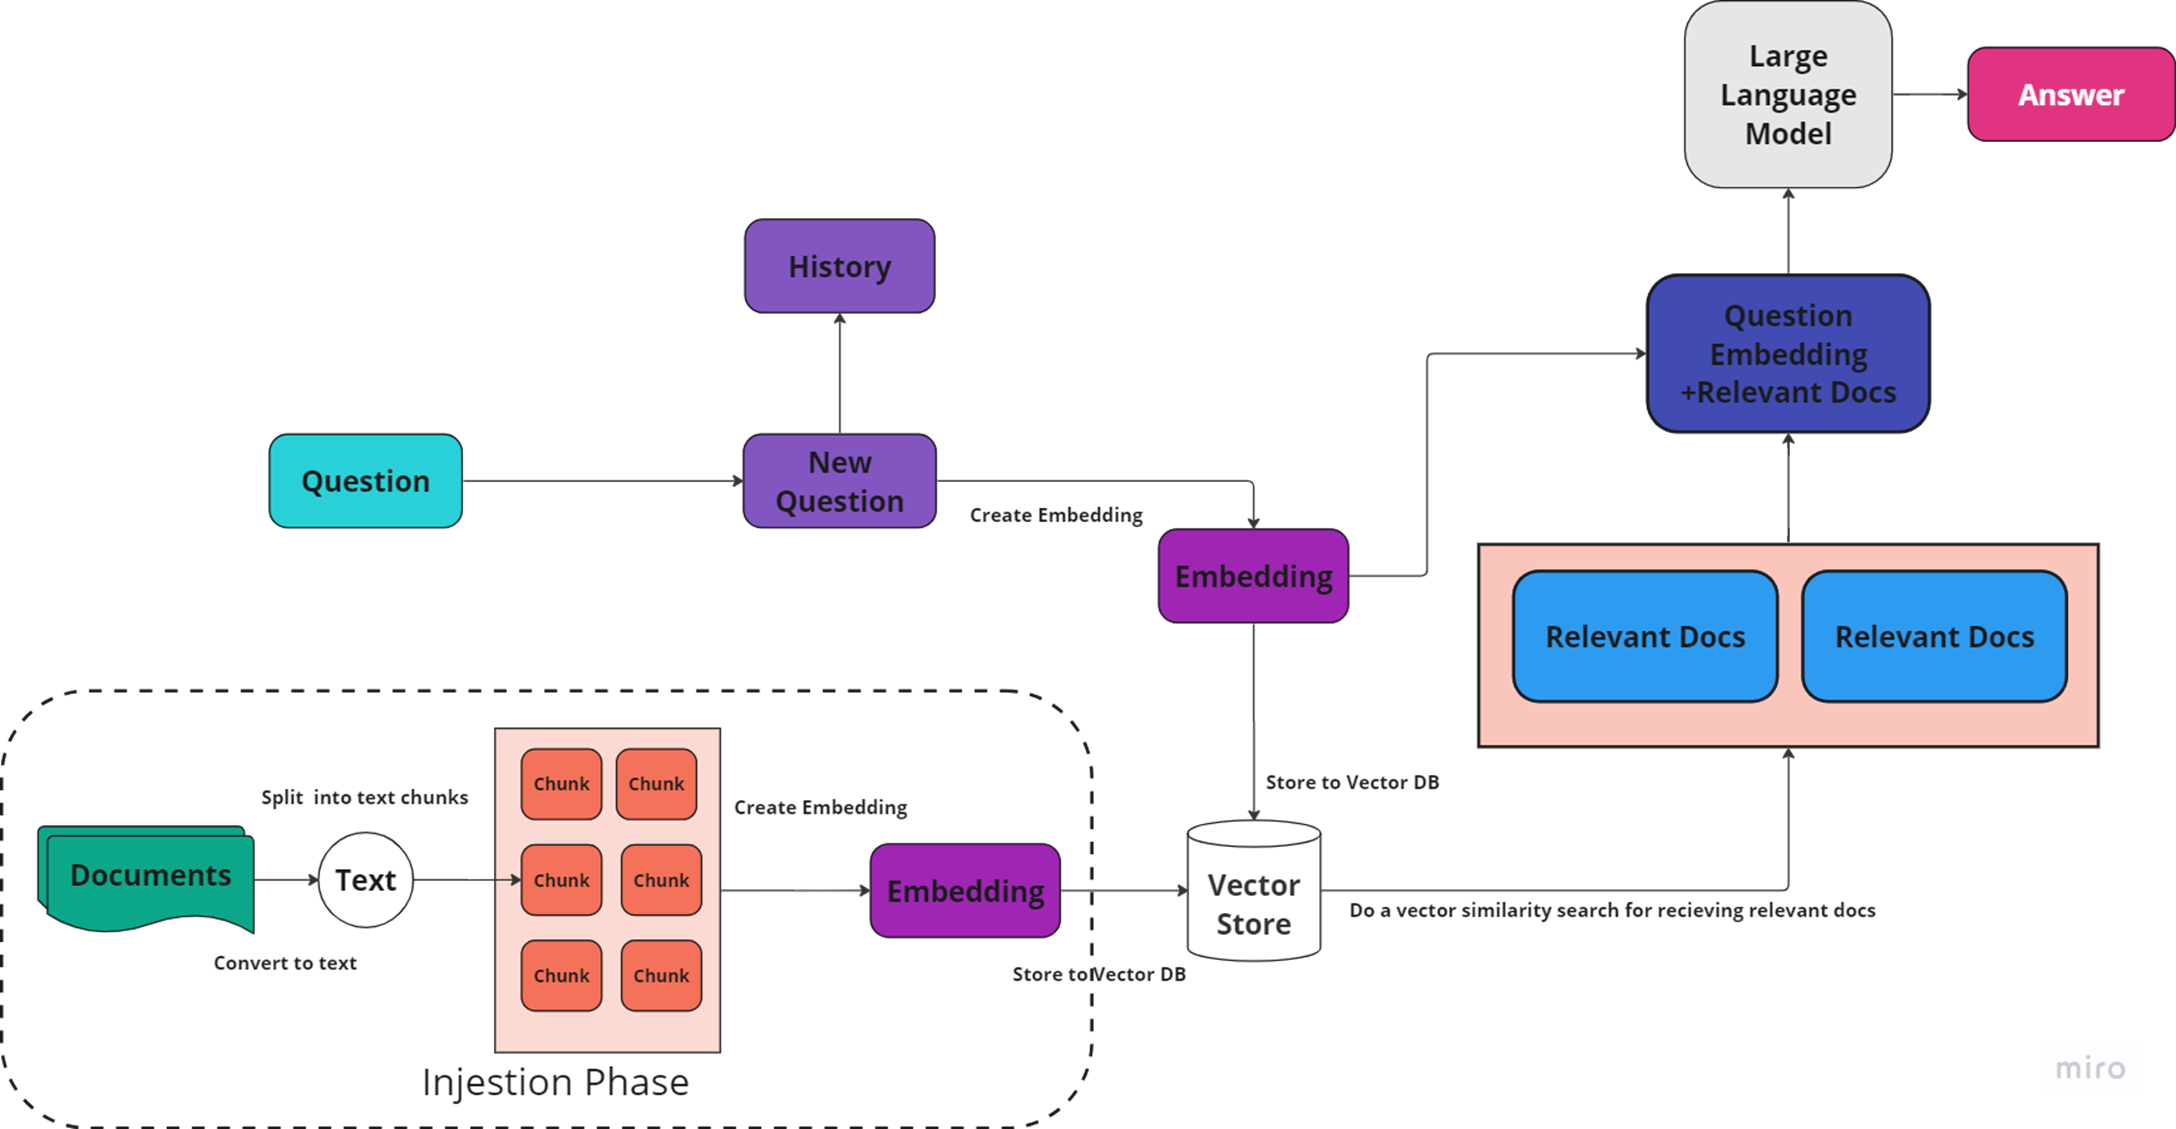 Large
Language
Model
Answer
History
Question
Embedding
+Relevant Docs
Question
New
Question
Create Embedding
Embedding
Relevant Docs
Relevant Docs
Store to Vector DB
Split  into text chunks
Chunk
Chunk
Create Embedding
Documents
Text
Chunk
Chunk
Embedding
Vector
Store
Do a vector similarity search for recieving relevant docs
Convert to text
Chunk
Chunk
Store to Vector DB
Injestion Phase
miro